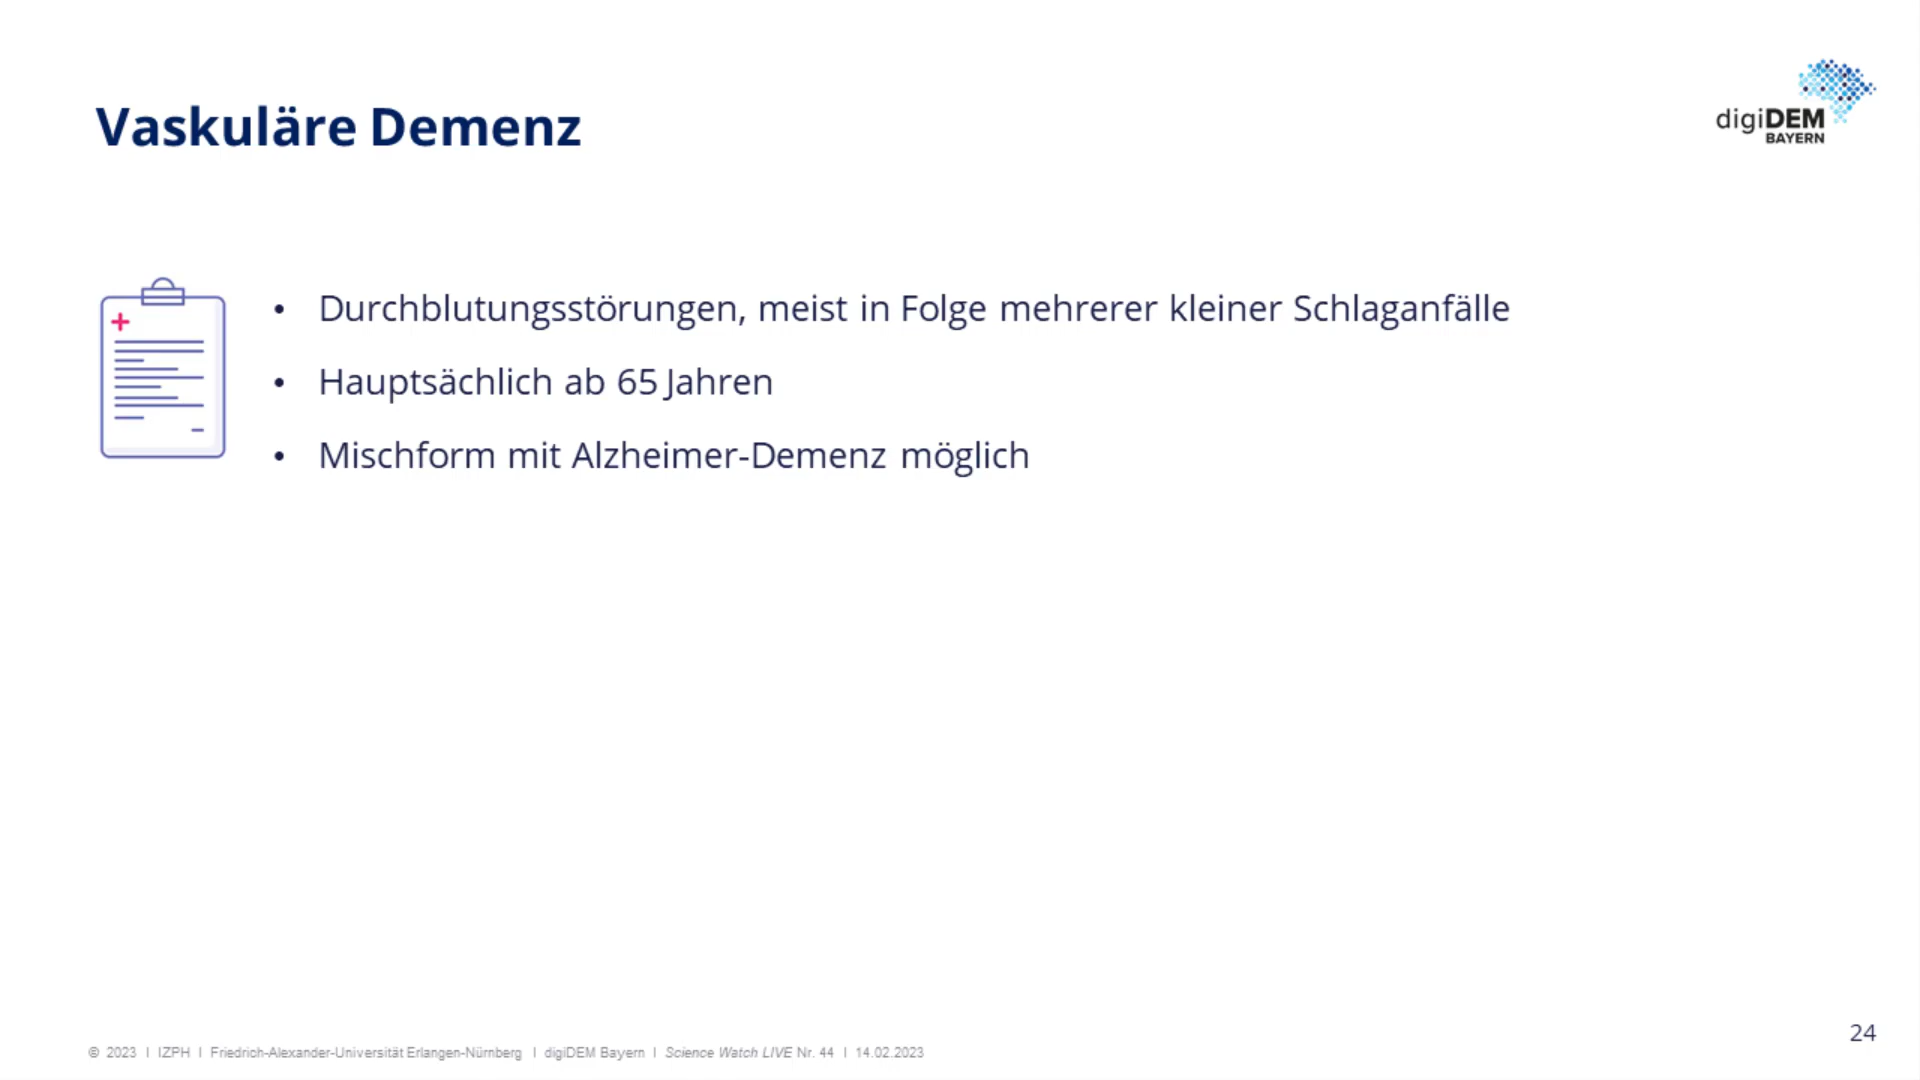 Vaskuläre Demenz
digiDEM
BAYERN
• Durchblutungsstörungen, meist in Folge mehrerer kleiner Schlaganfälle
• Hauptsächlich ab 65 Jahren
• Mischform mit Alzheimer-Demenz möglich
24
© 2023 I IZPH I Friedrich-Alexander-Universität Erlangen-Nürnberg I digiDEM Bayern I Science Watch LIVE Nr. 44 I 14.02.2023